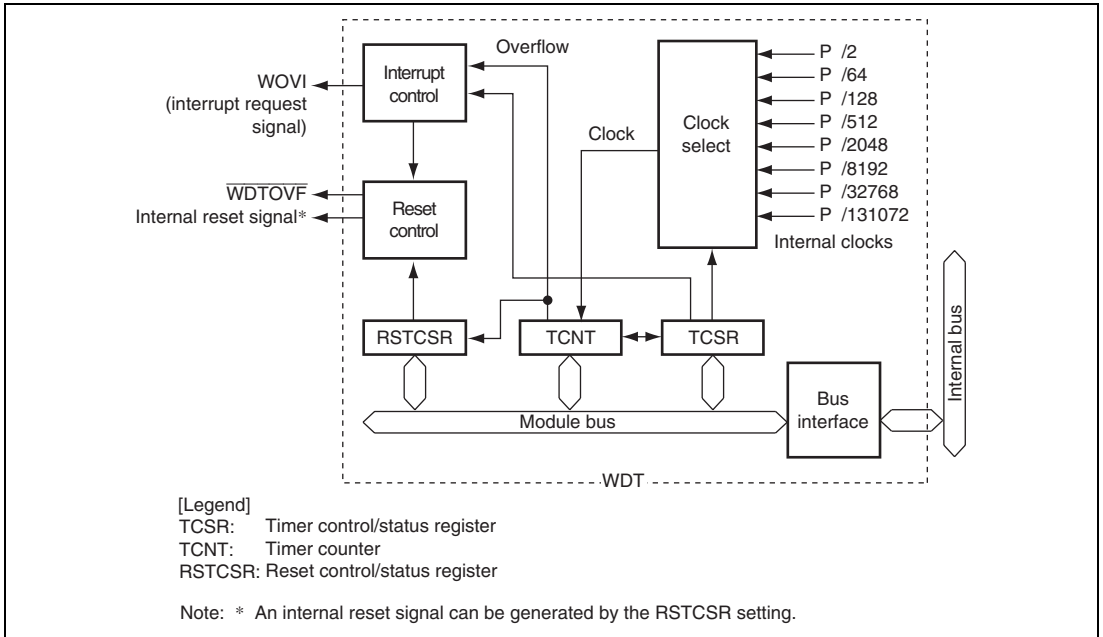 Overflow
Interrupt
control
WOVI
(interrupt request
signal)
WDTOVF
Internal reset signal*
Reset
control
Clock
Clock
select
P /2
P /64
P /128
P /512
P /2048
P /8192
P /32768
P /131072
Internal clocks
RSTCSR
TCNT
TCSR
Module bus
Bus
interface
Internal bus
WDT
[Legend]
TCSR: Timer control/status register
TCNT: Timer counter
RSTCSR: Reset control/status register
Note: * An internal reset signal can be generated by the RSTCSR setting.